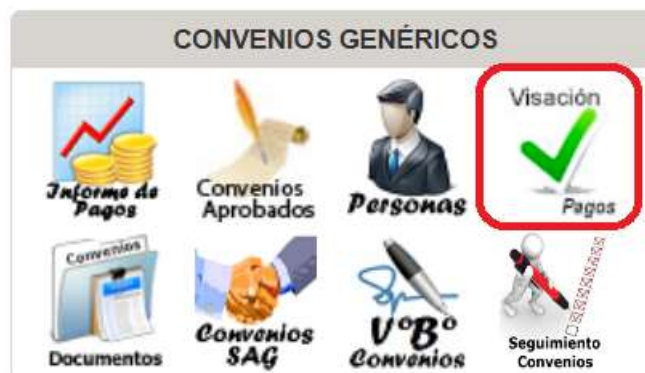 CONVENIOS GENÉRICOS
Informe de
Pagos
Convenios
Aprobados
Personas
Visación
Pagos
Convenios
Documentos
Convenios
SAG
VºBº
Convenios
Seguimiento
Convenios